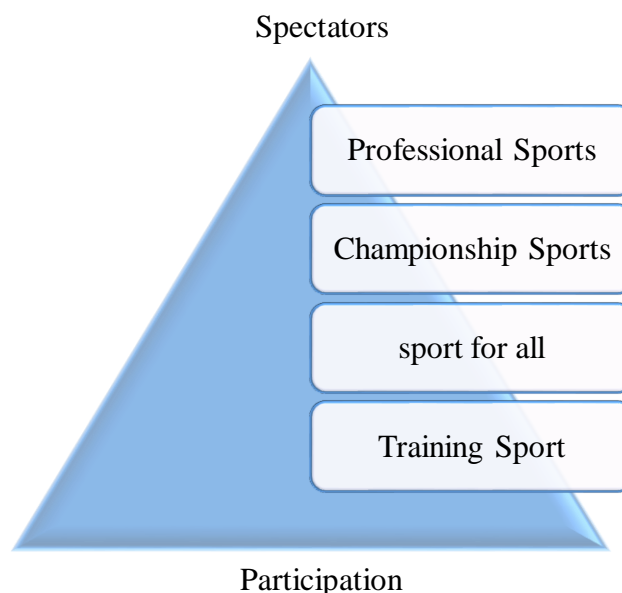 Spectators
Professional Sports
Championship Sports
sport for all
Training Sport
Participation